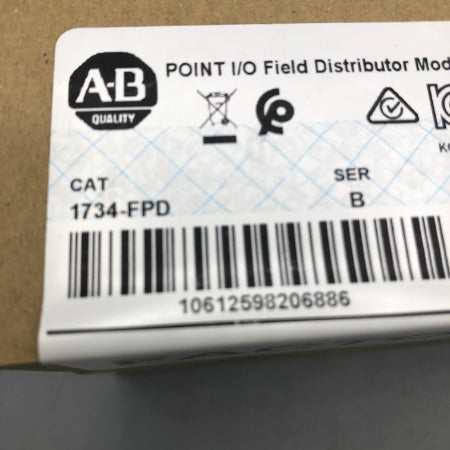 A-B
QUALITY
POINT I/O Field Distributor Mod
CAT
1734-FPD
SER
B
10612598206886